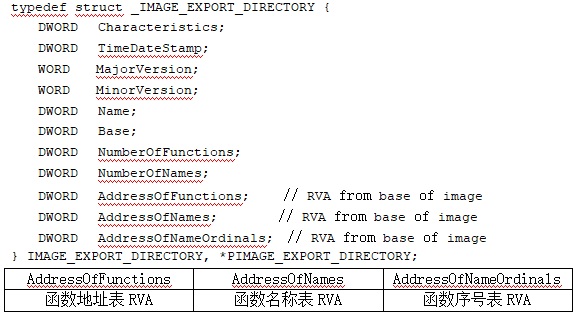 typedef struct _IMAGE_EXPORT_DIRECTORY {
DWORD Characteristics;
DWORD TimeDateStamp;
WORD MajorVersion;
WORD MinorVersion;
DWORD Name;
DWORD Base;
DWORD NumberOfFunctions;
DWORD NumberOfNames;
DWORD AddressOfFunctions; // RVA from base of image
DWORD AddressOfNames; // RVA from base of image
DWORD AddressOfNameOrdinals; // RVA from base of image
} IMAGE_EXPORT_DIRECTORY, *PIMAGE_EXPORT_DIRECTORY;
AddressOfFunctions AddressOfNames AddressOfNameOrdinals
函数地址表 RVA 函数名称表 RVA 函数序号表 RVA